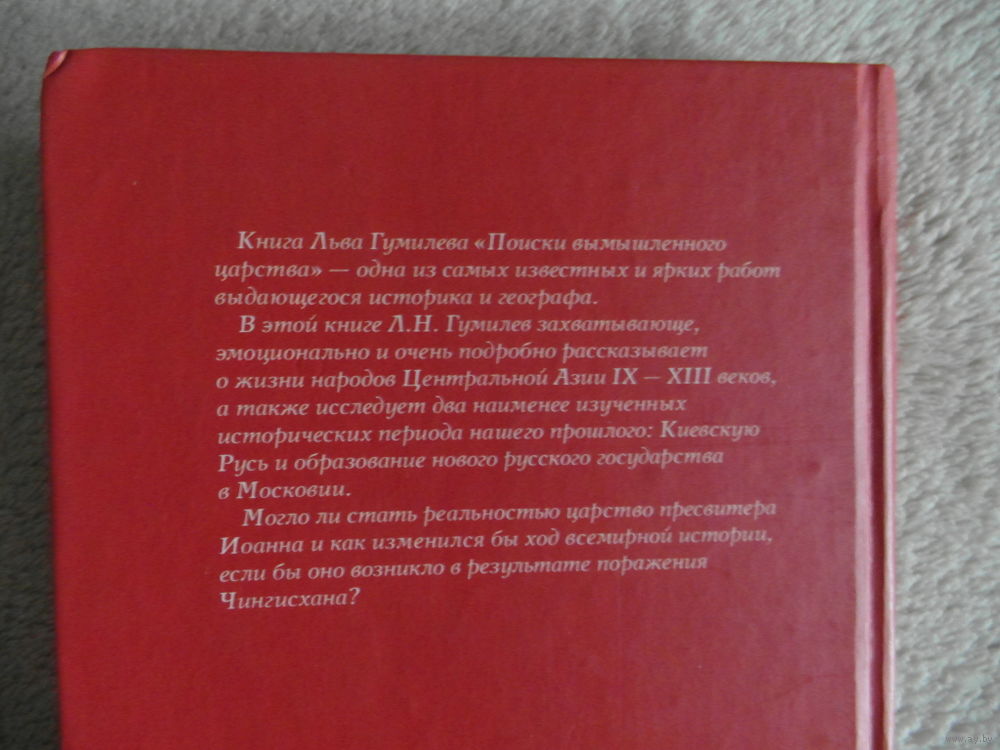 Книга Льва Гумилева «Поиски вымышленного
царства» — одна из самых известных и ярких работ
выдающегося историка и географа.
В этой книге Л.Н. Гумилев захватывающе,
эмоционально и очень подробно рассказывает
о жизни народов Центральной Азии IX — XIII веков,
а также исследует два наименее изученных
исторических периода нашего прошлого: Киевскую
Русь и образование нового русского государства
в Московии.
Могло ли стать реальностью царство пресвитера
Иоанна и как изменился бы ход всемирной истории,
если бы оно возникло в результате поражения
Чингисхана?
www.ay.by